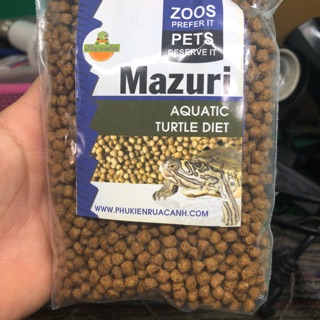 ZOOS
PREFER IT
PETS
DESERVE IT
Mazuri
AQUATIC
TURTLE DIET
WWW.PHUKIENRUACANH.COM